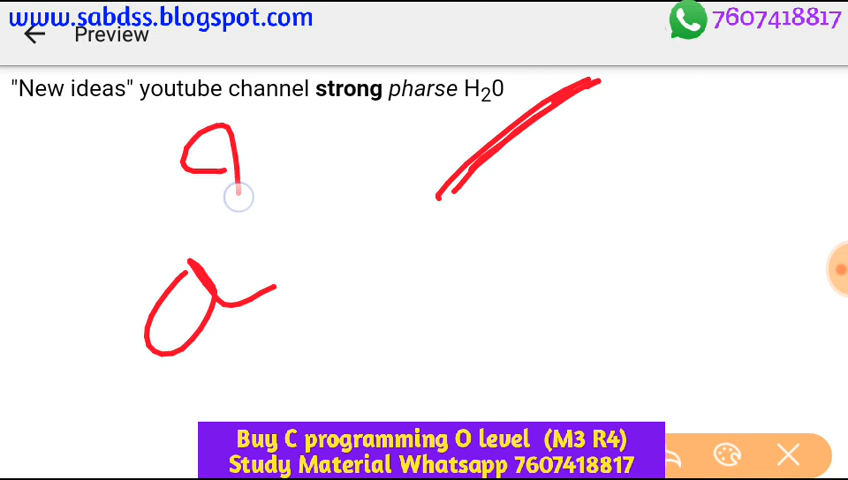 www.sabdss.blogspot.com
7607418817
Preview
"New ideas" youtube channel strong pharse H₂0
a
a
Buy C programming O level (M3 R4)
Study Material Whatsapp 7607418817